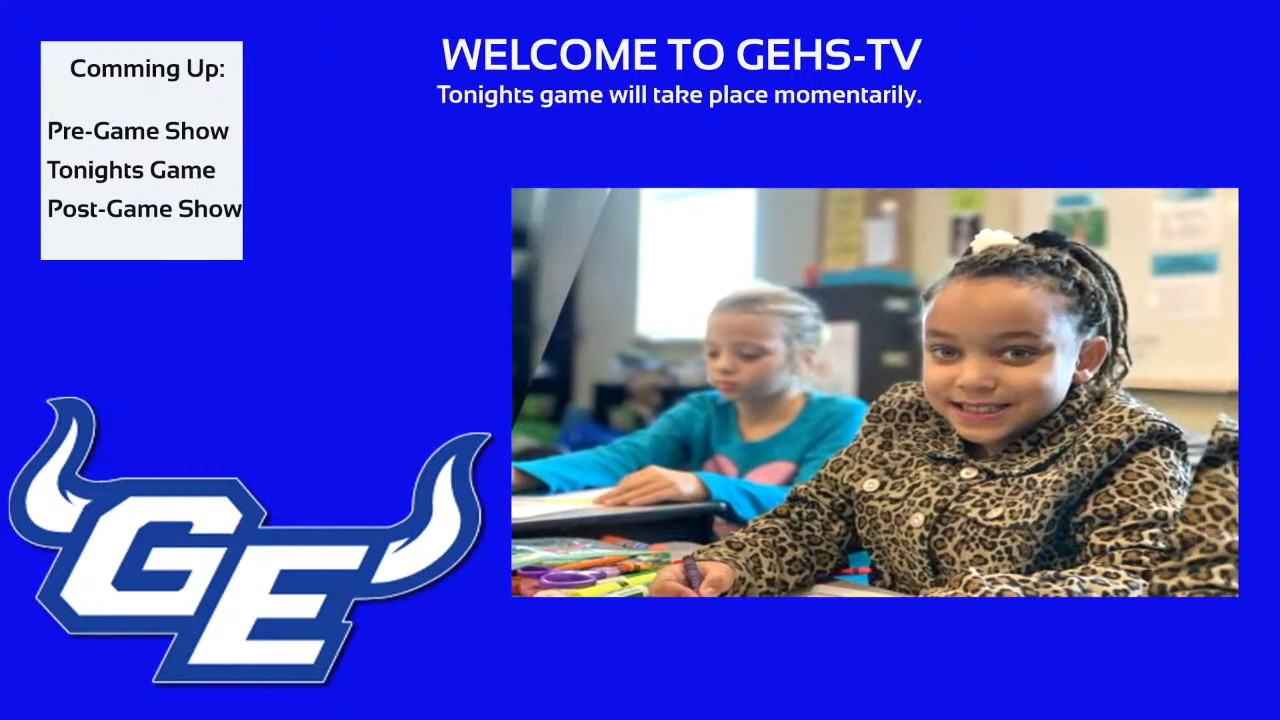 WELCOME TO GEHS-TV
Tonights game will take place momentarily.
Comming Up:
Pre-Game Show
Tonights Game
Post-Game Show
GE